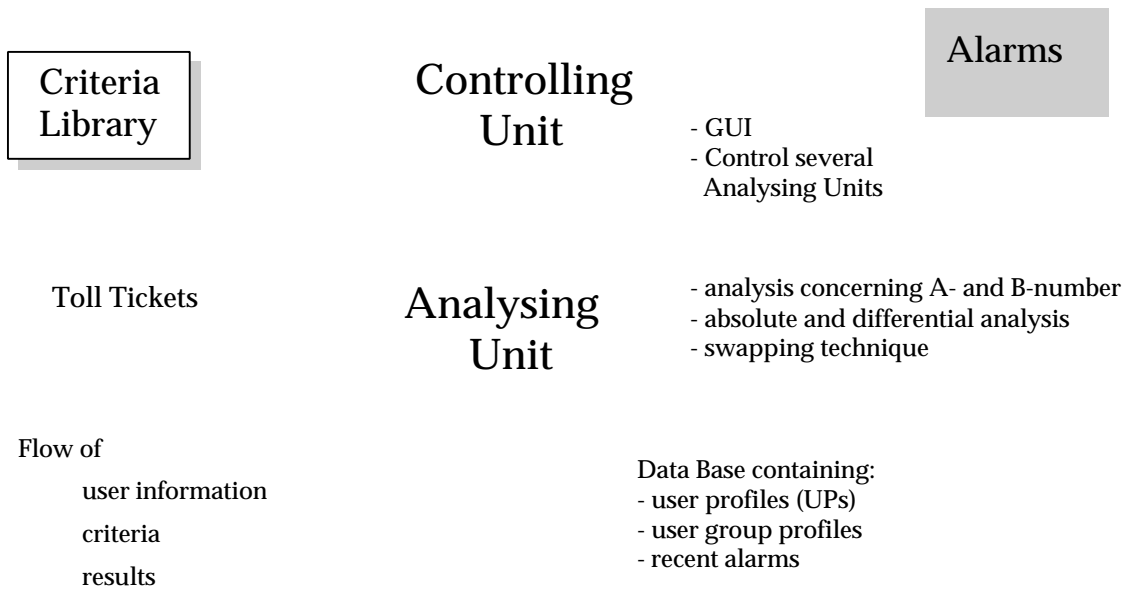 Criteria
Library
Controlling
Unit
- GUI
- Control several
Analysing Units
Alarms
Toll Tickets
Analysing
Unit
- analysis concerning A- and B-number
- absolute and differential analysis
- swapping technique
Flow of
user information
criteria
results
Data Base containing:
- user profiles (UPs)
- user group profiles
- recent alarms